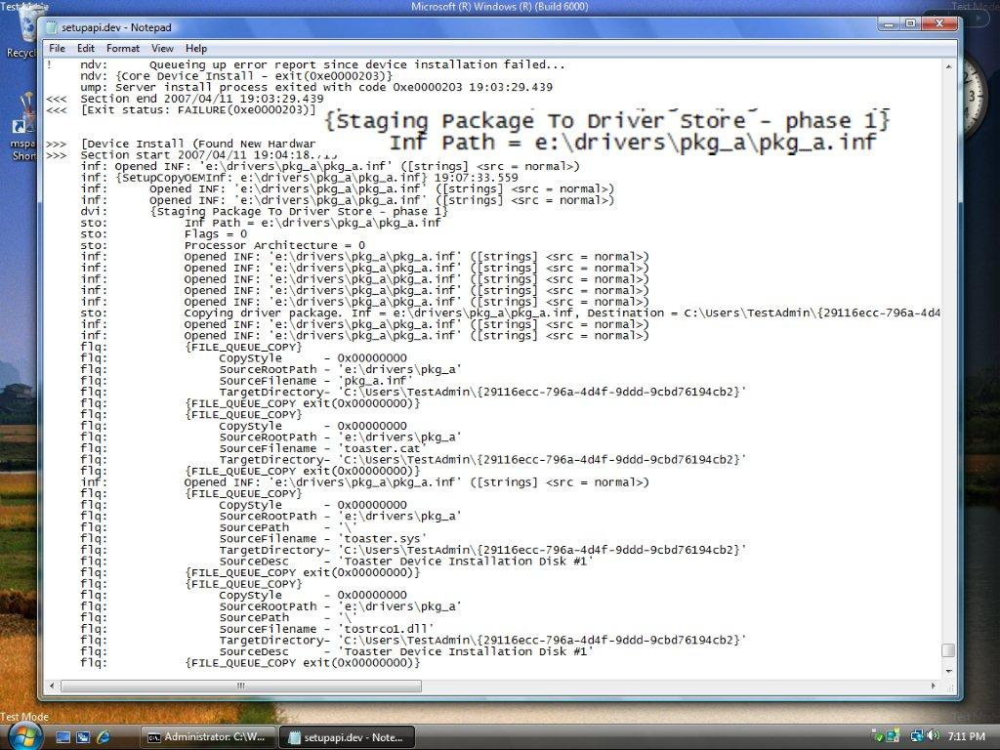 Test Mode
Microsoft (R) Windows (R) (Build 6000)
Test Mode
Recyc
mspa
Short
setupapi.dev - Notepad
File Edit Format View Help
! ndv: Queueing up error report since device installation failed...
ndv: {Core Device Install - exit(0xe0000203)}
ump: Server install process exited with code 0xe0000203 19:03:29.439
<<< Section end 2007/04/11 19:03:29.439
<<< [Exit status: FAILURE(0xe0000203)]
{Staging Package To Driver Store - phase 1}
Inf Path = e:\drivers\pkg_a\pkg_a.inf
>>> [Device Install (Found New Hardwar
>>> Section start 2007/04/11 19:04:18.
inf: Opened INF: 'e:\drivers\pkg_a\pkg_a.inf' ([strings] <src = normal>)
inf: {SetupCopyOEMInf: e:\drivers\pkg_a\pkg_a.inf} 19:07:33.559
inf: Opened INF: 'e:\drivers\pkg_a\pkg_a.inf' ([strings] <src = normal>)
inf: Opened INF: 'e:\drivers\pkg_a\pkg_a.inf' ([strings] <src = normal>)
dvi: {Staging Package To Driver Store - phase 1}
sto: Inf Path = e:\drivers\pkg_a\pkg_a.inf
sto: Flags = 0
sto: Processor Architecture = 0
inf: Opened INF: 'e:\drivers\pkg_a\pkg_a.inf' ([strings] <src = normal>)
inf: Opened INF: 'e:\drivers\pkg_a\pkg_a.inf' ([strings] <src = normal>)
inf: Opened INF: 'e:\drivers\pkg_a\pkg_a.inf' ([strings] <src = normal>)
inf: Opened INF: 'e:\drivers\pkg_a\pkg_a.inf' ([strings] <src = normal>)
inf: Opened INF: 'e:\drivers\pkg_a\pkg_a.inf' ([strings] <src = normal>)
sto: Copying driver package. Inf = e:\drivers\pkg_a\pkg_a.inf, Destination = C:\Users\TestAdmin\{29116ecc-796a-4d4
inf: Opened INF: 'e:\drivers\pkg_a\pkg_a.inf' ([strings] <src = normal>)
inf: Opened INF: 'e:\drivers\pkg_a\pkg_a.inf' ([strings] <src = normal>)
flq: {FILE_QUEUE_COPY}
flq: CopyStyle - 0x00000000
flq: SourceRootPath - 'e:\drivers\pkg_a'
flq: SourceFilename - 'pkg_a.inf'
flq: TargetDirectory- 'C:\Users\TestAdmin\{29116ecc-796a-4d4f-9ddd-9cbd76194cb2}'
flq: {FILE_QUEUE_COPY exit(0x00000000)}
flq: {FILE_QUEUE_COPY}
flq: CopyStyle - 0x00000000
flq: SourceRootPath - 'e:\drivers\pkg_a'
flq: SourceFilename - 'toaster.cat'
flq: TargetDirectory- 'C:\Users\TestAdmin\{29116ecc-796a-4d4f-9ddd-9cbd76194cb2}'
flq: {FILE_QUEUE_COPY exit(0x00000000)}
inf: Opened INF: 'e:\drivers\pkg_a\pkg_a.inf' ([strings] <src = normal>)
flq: {FILE_QUEUE_COPY}
flq: CopyStyle - 0x00000000
flq: SourceRootPath - 'e:\drivers\pkg_a'
flq: SourcePath - '\'
flq: SourceFilename - 'toaster.sys'
flq: TargetDirectory- 'C:\Users\TestAdmin\{29116ecc-796a-4d4f-9ddd-9cbd76194cb2}'
flq: SourceDesc - 'Toaster Device Installation Disk #1'
flq: {FILE_QUEUE_COPY exit(0x00000000)}
flq: {FILE_QUEUE_COPY}
flq: CopyStyle - 0x00000000
flq: SourceRootPath - 'e:\drivers\pkg_a'
flq: SourcePath - '\'
flq: SourceFilename - 'tostrco1.dll'
flq: TargetDirectory- 'C:\Users\TestAdmin\{29116ecc-796a-4d4f-9ddd-9cbd76194cb2}'
flq: SourceDesc - 'Toaster Device Installation Disk #1'
flq: {FILE_QUEUE_COPY exit(0x00000000)}
Test Mode
Administrator: C:\W...
setupapi.dev - Note...
7:11 PM